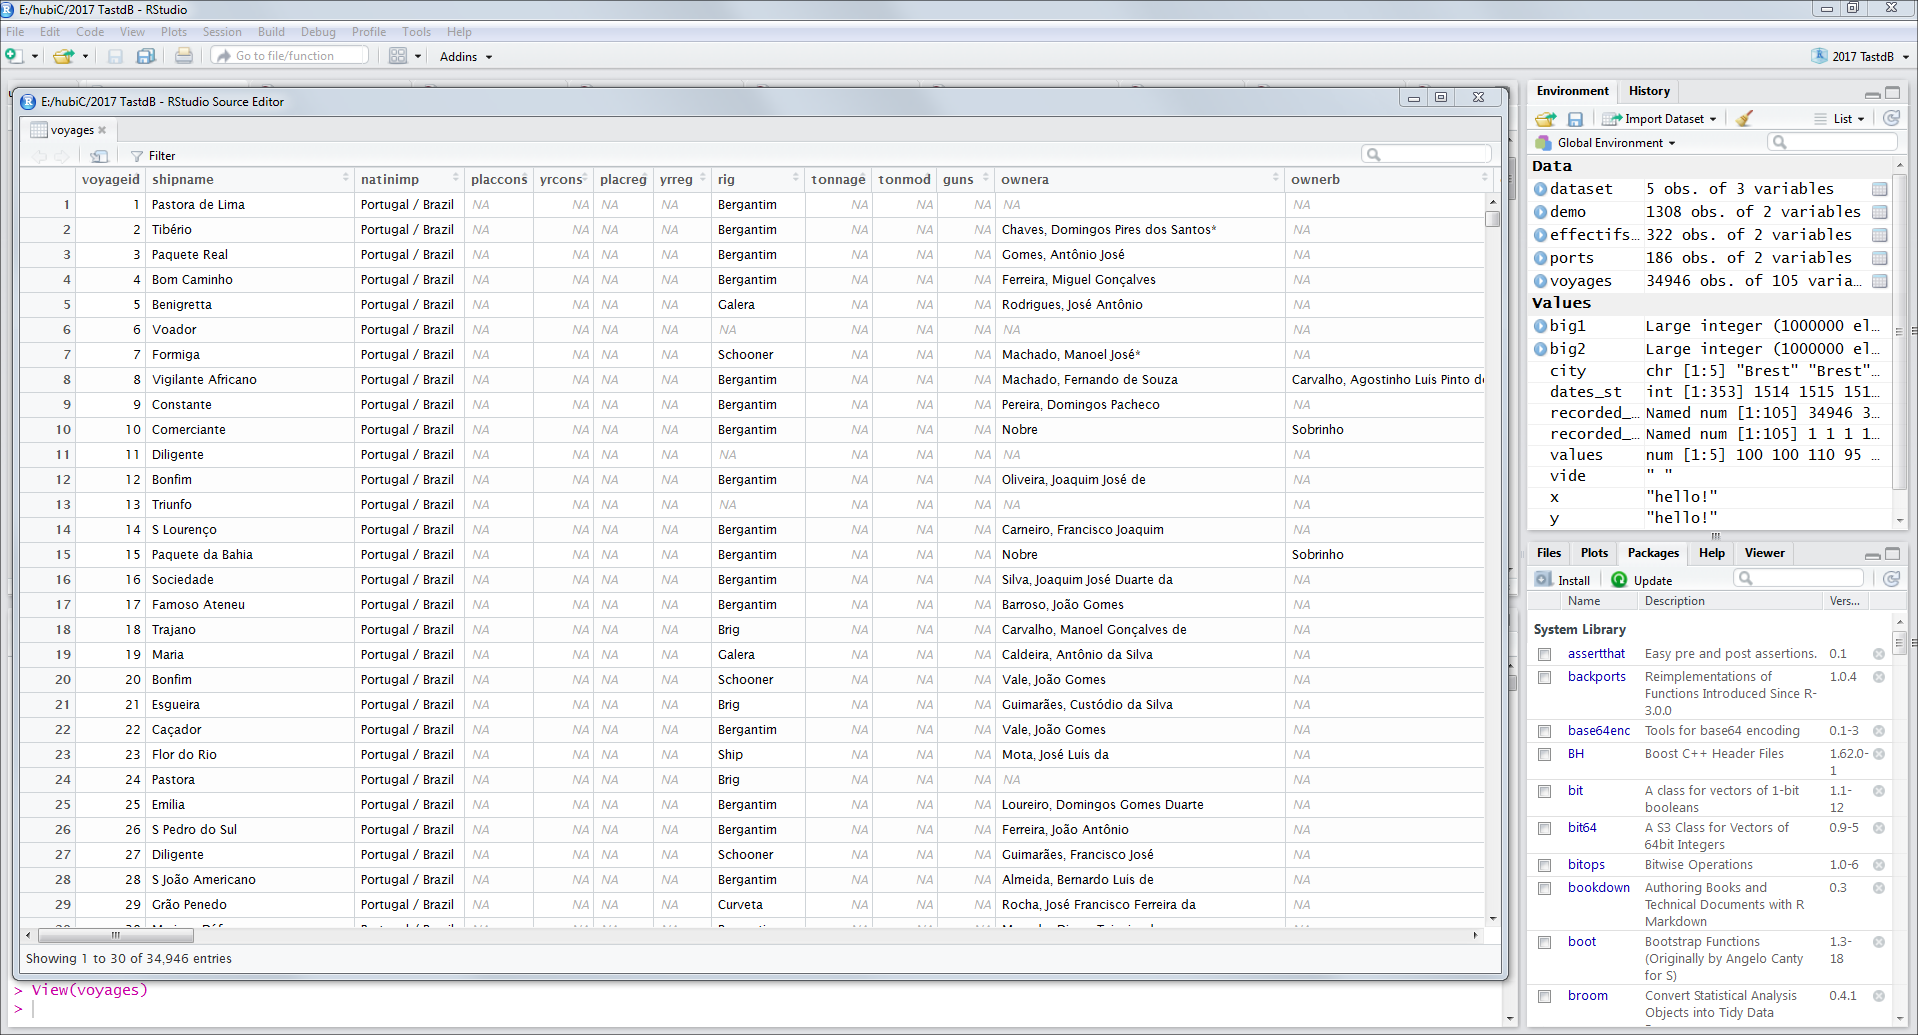 E:/hubiC/2017 TastdB - RStudio
File Edit Code View Plots Session Build Debug Profile Tools Help
Go to file/function Addins 2017 TastdB
E:/hubiC/2017 TastdB - RStudio Source Editor
voyages
Filter
voyageid shipname natinimp placcons yrcons placreg yrreg rig tonnage tonmod guns ownera ownerb
1 1 Pastora de Lima Portugal / Brazil NA NA NA NA Bergantim NA NA NA NA NA
2 2 Tibério Portugal / Brazil NA NA NA NA Bergantim NA NA NA Chaves, Domingos Pires dos Santos* NA
3 3 Paquete Real Portugal / Brazil NA NA NA NA Bergantim NA NA NA Gomes, Antônio José NA
4 4 Bom Caminho Portugal / Brazil NA NA NA NA Bergantim NA NA NA Ferreira, Miguel Gonçalves NA
5 5 Benigretta Portugal / Brazil NA NA NA NA Galera NA NA NA Rodrigues, José Antônio NA
6 6 Voador Portugal / Brazil NA NA NA NA NA NA NA NA NA NA
7 7 Formiga Portugal / Brazil NA NA NA NA Schooner NA NA NA Machado, Manoel José* NA
8 8 Vigilante Africano Portugal / Brazil NA NA NA NA Bergantim NA NA NA Machado, Fernando de Souza Carvalho, Agostinho Luis Pinto de
9 9 Constante Portugal / Brazil NA NA NA NA Bergantim NA NA NA Pereira, Domingos Pacheco NA
10 10 Comerciante Portugal / Brazil NA NA NA NA Bergantim NA NA NA Nobre Sobrinho
11 11 Diligente Portugal / Brazil NA NA NA NA NA NA NA NA NA NA
12 12 Bonfim Portugal / Brazil NA NA NA NA Bergantim NA NA NA Oliveira, Joaquim José de NA
13 13 Triunfo Portugal / Brazil NA NA NA NA NA NA NA NA NA NA
14 14 S Lourenço Portugal / Brazil NA NA NA NA Bergantim NA NA NA Carneiro, Francisco Joaquim NA
15 15 Paquete da Bahia Portugal / Brazil NA NA NA NA Bergantim NA NA NA Nobre Sobrinho
16 16 Sociedade Portugal / Brazil NA NA NA NA Bergantim NA NA NA Silva, Joaquim José Duarte da NA
17 17 Famoso Ateneu Portugal / Brazil NA NA NA NA Bergantim NA NA NA Barroso, João Gomes NA
18 18 Trajano Portugal / Brazil NA NA NA NA Brig NA NA NA Carvalho, Manoel Gonçalves de NA
19 19 Maria Portugal / Brazil NA NA NA NA Galera NA NA NA Caldeira, Antônio da Silva NA
20 20 Bonfim Portugal / Brazil NA NA NA NA Schooner NA NA NA Vale, João Gomes NA
21 21 Esgueira Portugal / Brazil NA NA NA NA Brig NA NA NA Guimarães, Custódio da Silva NA
22 22 Caçador Portugal / Brazil NA NA NA NA Bergantim NA NA NA Vale, João Gomes NA
23 23 Flor do Rio Portugal / Brazil NA NA NA NA Ship NA NA NA Mota, José Luis da NA
24 24 Pastora Portugal / Brazil NA NA NA NA Brig NA NA NA NA NA
25 25 Emilia Portugal / Brazil NA NA NA NA Bergantim NA NA NA Loureiro, Domingos Gomes Duarte NA
26 26 S Pedro do Sul Portugal / Brazil NA NA NA NA Bergantim NA NA NA Ferreira, João Antônio NA
27 27 Diligente Portugal / Brazil NA NA NA NA Schooner NA NA NA Guimarães, Francisco José NA
28 28 S João Americano Portugal / Brazil NA NA NA NA Bergantim NA NA NA Almeida, Bernardo Luis de NA
29 29 Grão Penedo Portugal / Brazil NA NA NA NA Curveta NA NA NA Rocha, José Francisco Ferreira da NA
Showing 1 to 30 of 34,946 entries
> View(voyages)
>
Environment History
Import Dataset List
Global Environment
Data
dataset 5 obs. of 3 variables
demo 1308 obs. of 2 variables
effectifs… 322 obs. of 2 variables
ports 186 obs. of 2 variables
voyages 34946 obs. of 105 varia…
Values
big1 Large integer (1000000 el…
big2 Large integer (1000000 el…
city chr [1:5] "Brest" "Brest"…
dates_st int [1:353] 1514 1515 151…
recorded_… Named num [1:105] 34946 3…
recorded_… Named num [1:105] 1 1 1 1…
values num [1:5] 100 100 110 95 …
vide " "
x "hello!"
y "hello!"
Files Plots Packages Help Viewer
Install Update
Name Description Vers...
System Library
assertthat Easy pre and post assertions. 0.1
backports Reimplementations of 1.0.4
Functions Introduced Since R-
3.0.0
base64enc Tools for base64 encoding 0.1-3
BH Boost C++ Header Files 1.62.0-
1
bit A class for vectors of 1-bit 1.1-
booleans 12
bit64 A S3 Class for Vectors of 0.9-5
64bit Integers
bitops Bitwise Operations 1.0-6
bookdown Authoring Books and 0.3
Technical Documents with R
Markdown
boot Bootstrap Functions 1.3-
(Originally by Angelo Canty 18
for S)
broom Convert Statistical Analysis 0.4.1
Objects into Tidy Data